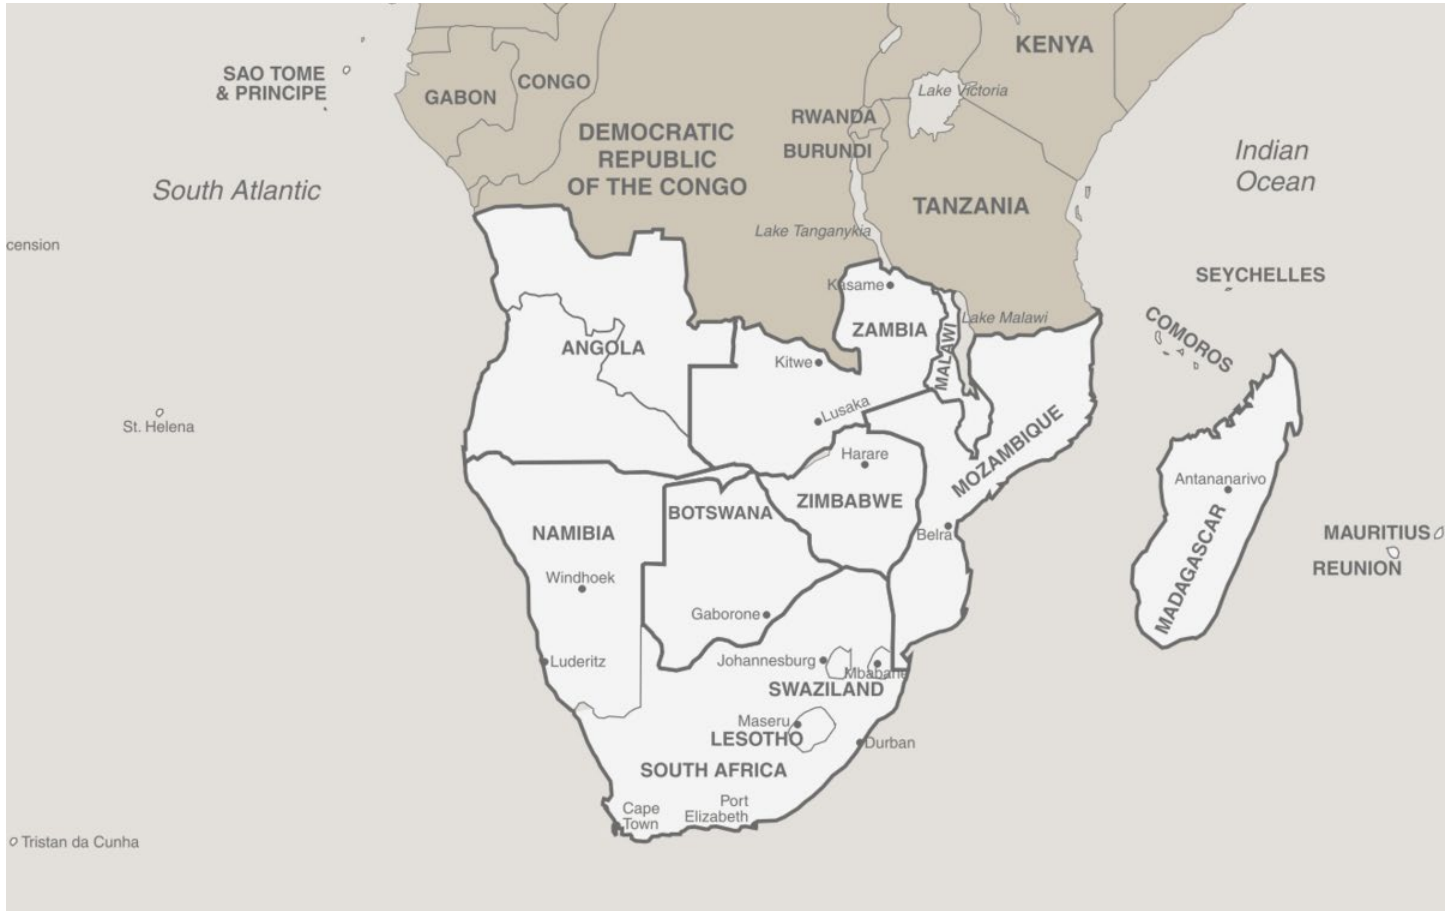 KENYA
SAO TOME
& PRINCIPE
GABON
CONGO
Lake Victoria
RWANDA
DEMOCRATIC
REPUBLIC
OF THE CONGO
BURUNDI
Indian
Ocean
South Atlantic
TANZANIA
Lake Tanganykia
cension
SEYCHELLES
Kasame
ZAMBIA
Lake Malawi
COMOROS
MALAWI
ANGOLA
Kitwe
Lusaka
St. Helena
MOZAMBIQUE
Harare
Antananarivo
ZIMBABWE
BOTSWANA
NAMIBIA
Belra
MADAGASCAR
MAURITIUS
REUNION
Windhoek
Gaborone
Luderitz
Johannesburg
Mbabane
SWAZILAND
Maseru
LESOTHO
Durban
SOUTH AFRICA
Cape
Town
Port
Elizabeth
Tristan da Cunha